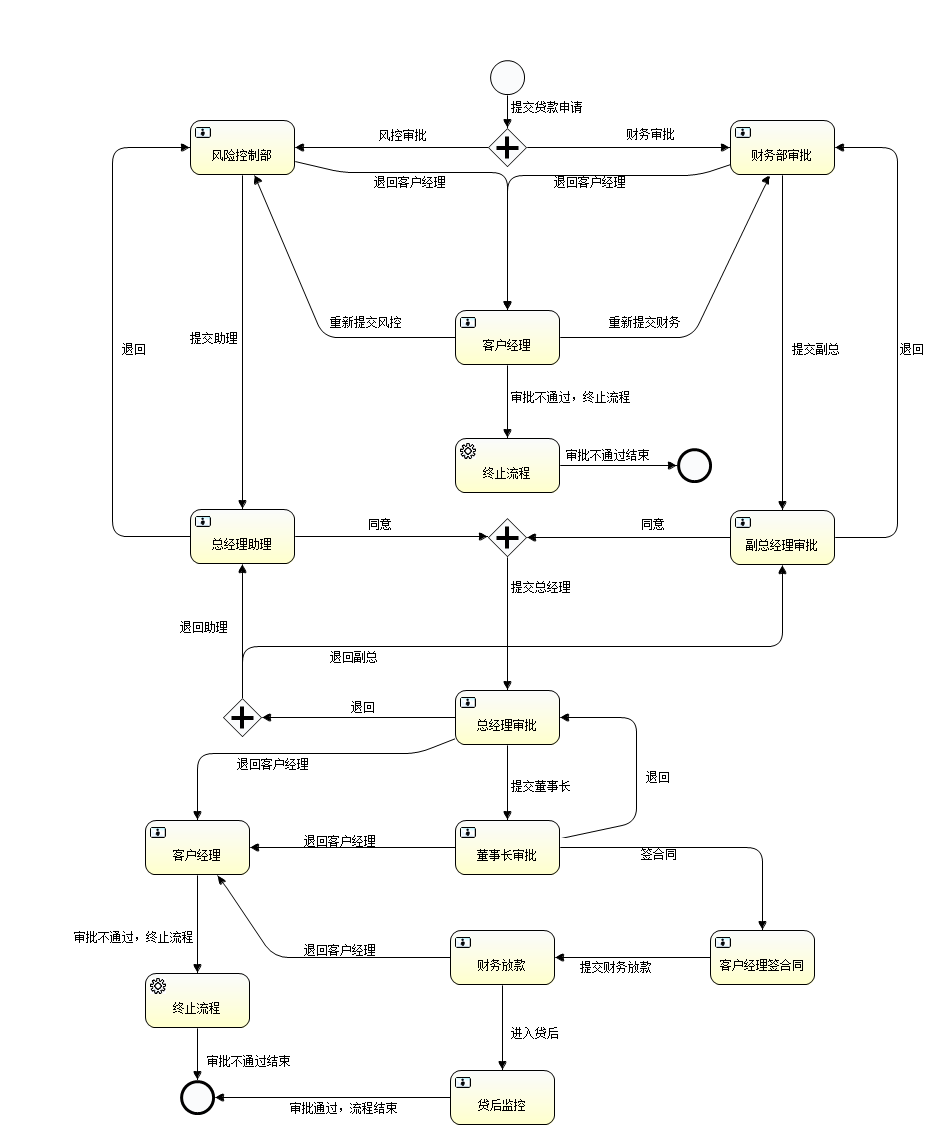 提交贷款申请
风控审批
财务审批
风险控制部
财务部审批
退回客户经理
退回客户经理
重新提交风控
重新提交财务
提交助理
客户经理
提交副总
退回
退回
审批不通过，终止流程
终止流程
审批不通过结束
同意
同意
总经理助理
副总经理审批
提交总经理
退回助理
退回副总
退回
总经理审批
退回客户经理
提交董事长
退回
客户经理
退回客户经理
董事长审批
签合同
审批不通过，终止流程
退回客户经理
财务放款
提交财务放款
客户经理签合同
终止流程
进入贷后
审批不通过结束
审批通过，流程结束
贷后监控